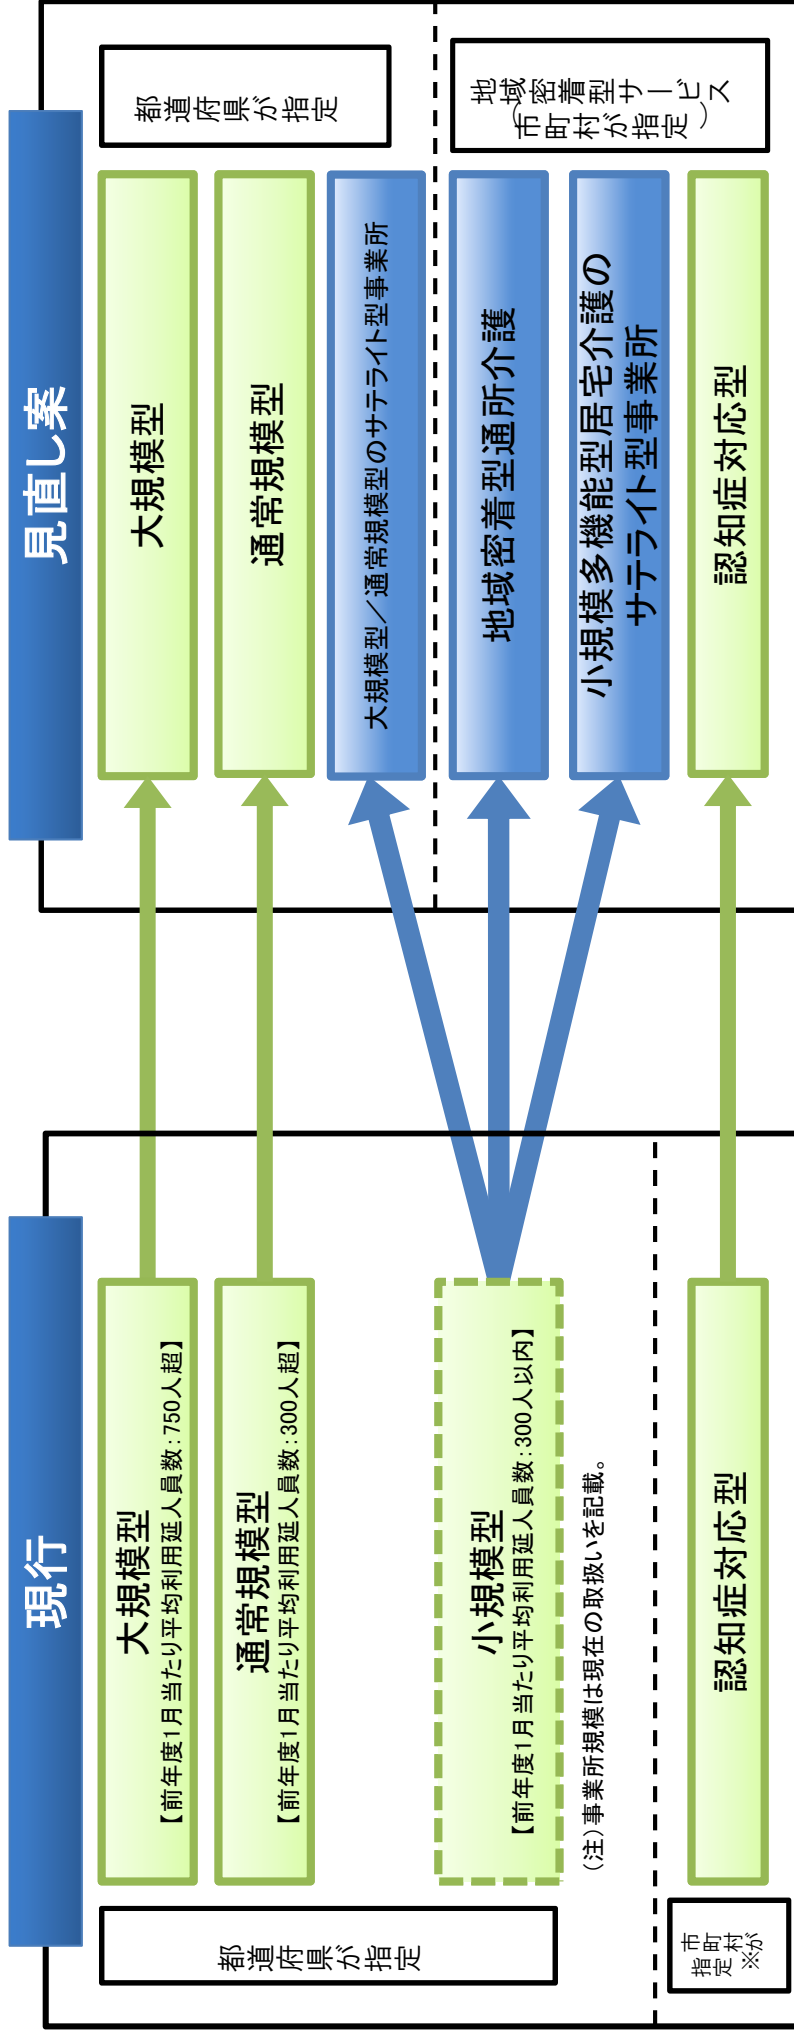 現行
都道府県が指定
大規模型
【前年度1月当たり平均利用延人員数：750人超】
通常規模型
【前年度1月当たり平均利用延人員数：300人超】
小規模型
【前年度1月当たり平均利用延人員数：300人以内】
（注）事業所規模は現在の取扱いを記載。
市町村が
指定 ※
認知症対応型
見直し案
大規模型
通常規模型
大規模型／通常規模型のサテライト型事業所
都道府県が指定
地域密着型通所介護
小規模多機能型居宅介護の
サテライト型事業所
認知症対応型
地域密着型サービス
（市町村が指定）